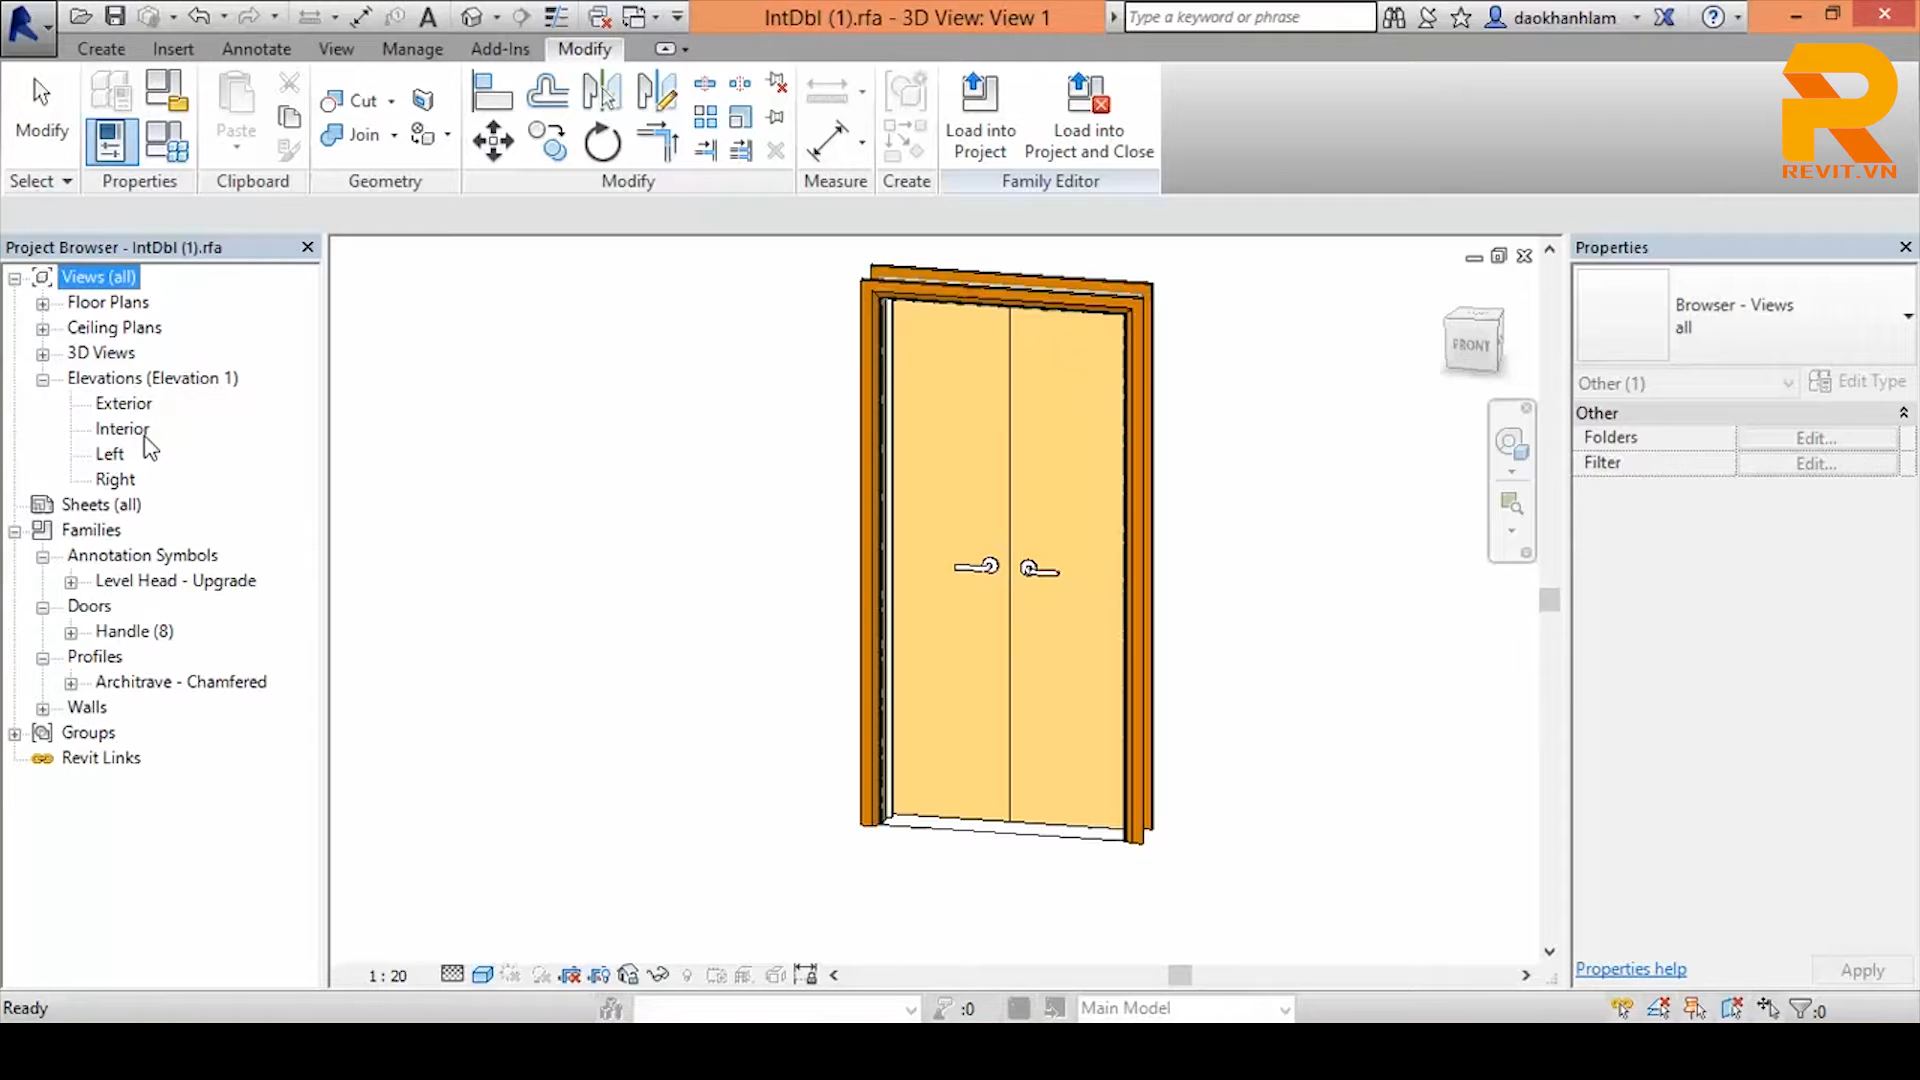 IntDbl (1).rfa - 3D View: View 1
Type a keyword or phrase
daokhanhlam
Create
Insert
Annotate
View
Manage
Add-Ins
Modify
Modify
Paste
Cut
Join
Load into
Project
Load into
Project and Close
Select
Properties
Clipboard
Geometry
Modify
Measure
Create
Family Editor
REVIT.VN
Project Browser - IntDbl (1).rfa
Views (all)
Floor Plans
Ceiling Plans
3D Views
Elevations (Elevation 1)
Exterior
Interior
Left
Right
Sheets (all)
Families
Annotation Symbols
Level Head - Upgrade
Doors
Handle (8)
Profiles
Architrave - Chamfered
Walls
Groups
Revit Links
FRONT
Properties
Browser - Views
all
Other (1)
Edit Type
Other
Folders
Edit...
Filter
Edit...
Properties help
Apply
1 : 20
Ready
:0
Main Model
:0